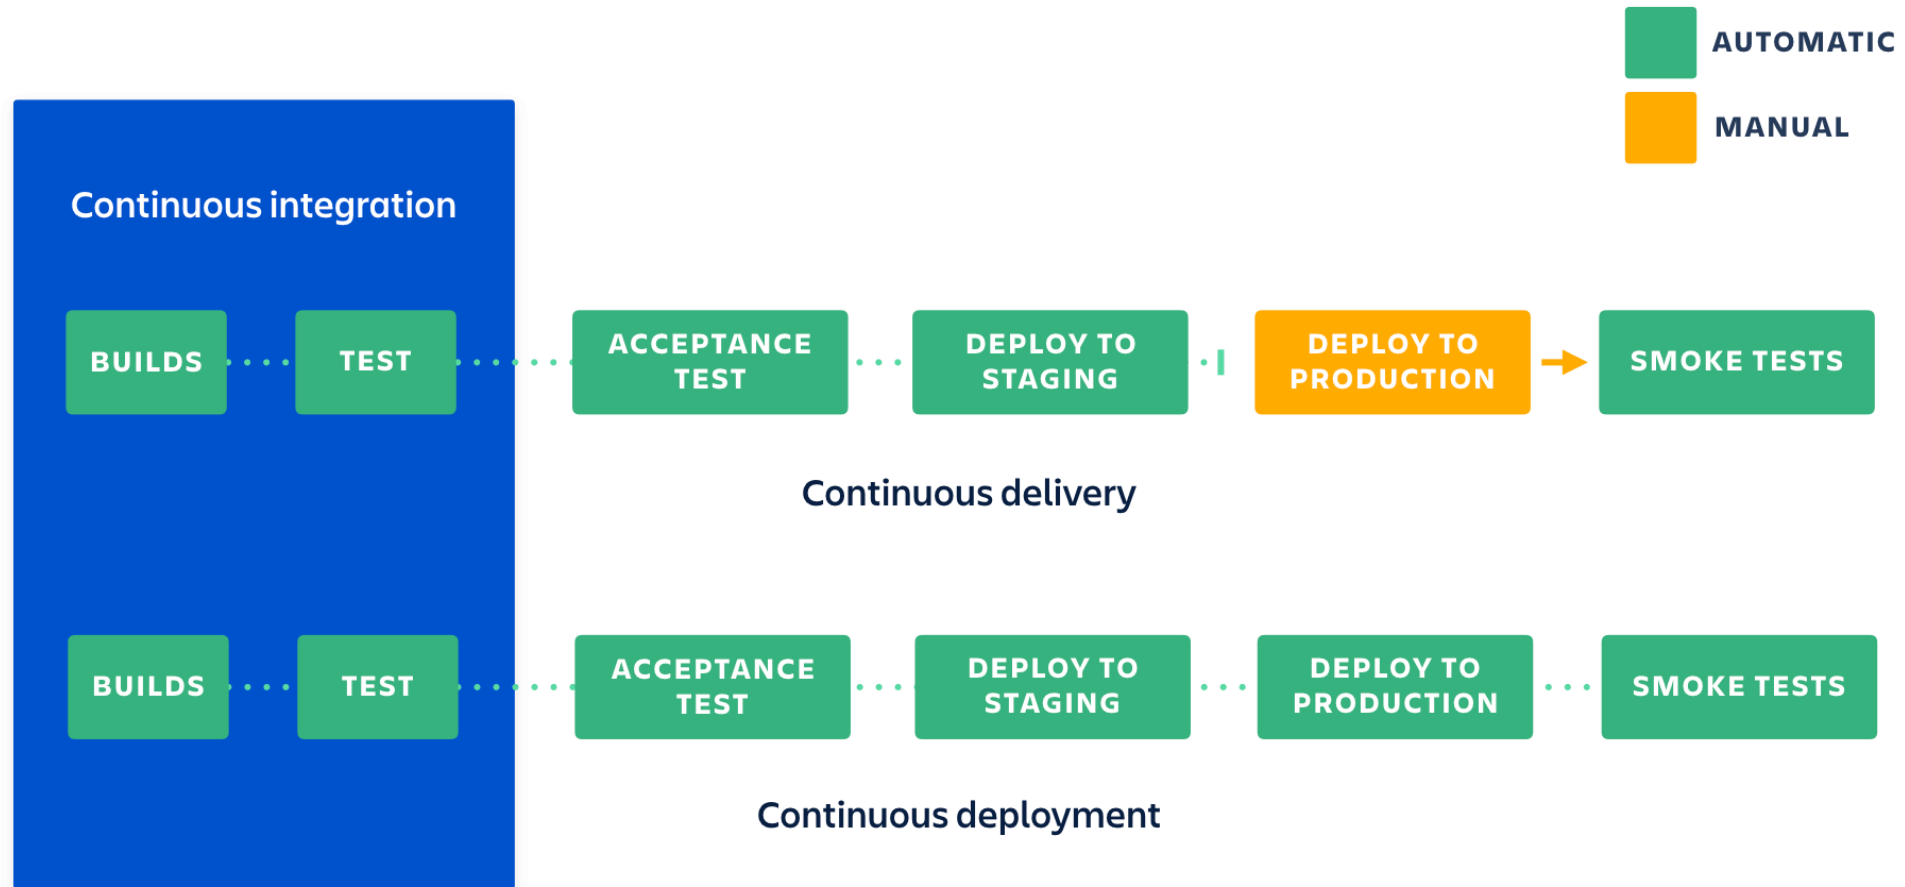 AUTOMATIC
MANUAL
Continuous integration
BUILDS
TEST
ACCEPTANCE
TEST
DEPLOY TO
STAGING
DEPLOY TO
PRODUCTION
SMOKE TESTS
Continuous delivery
BUILDS
TEST
ACCEPTANCE
TEST
DEPLOY TO
STAGING
DEPLOY TO
PRODUCTION
SMOKE TESTS
Continuous deployment